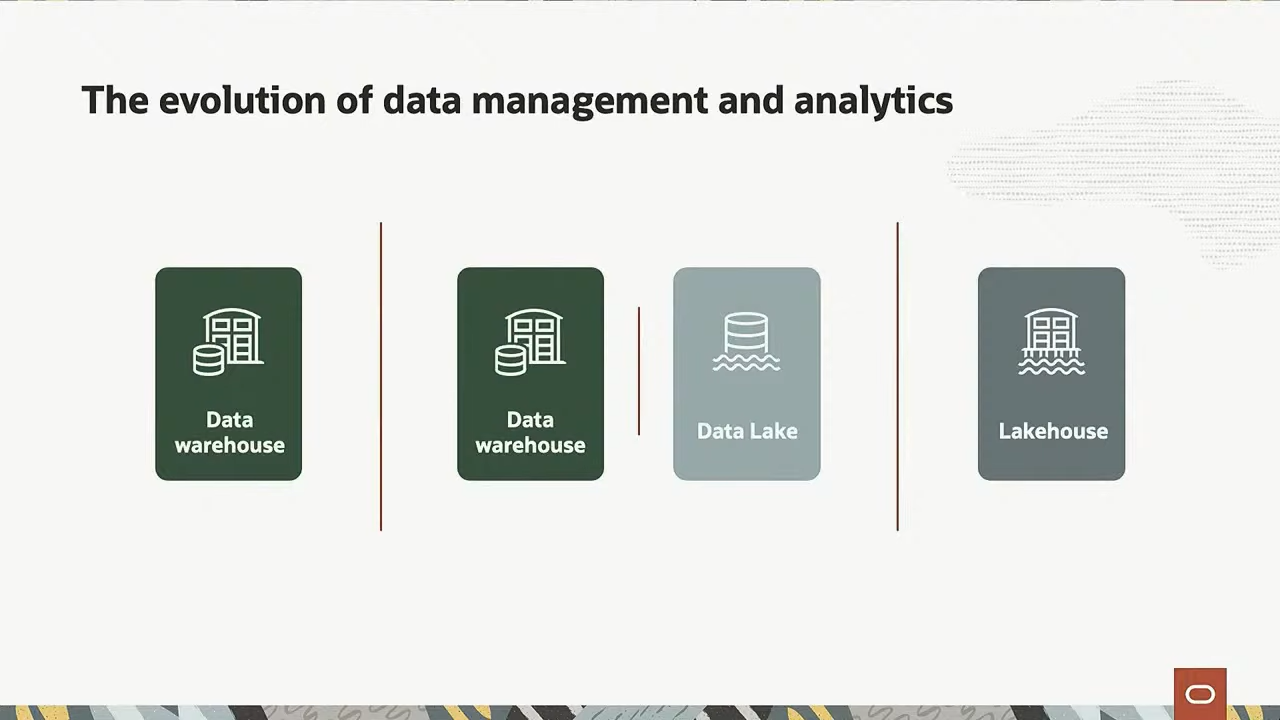 The evolution of data management and analytics
Data
warehouse
Data
warehouse
Data Lake
Lakehouse